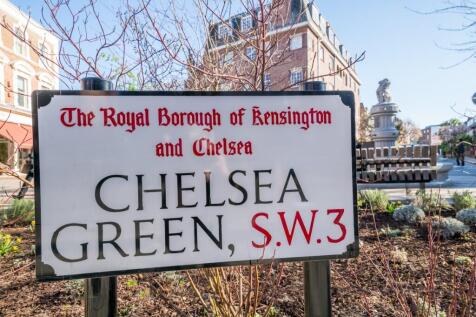 The Royal Borough of Kensington
and Chelsea
CHELSEA
GREEN, S.W.3